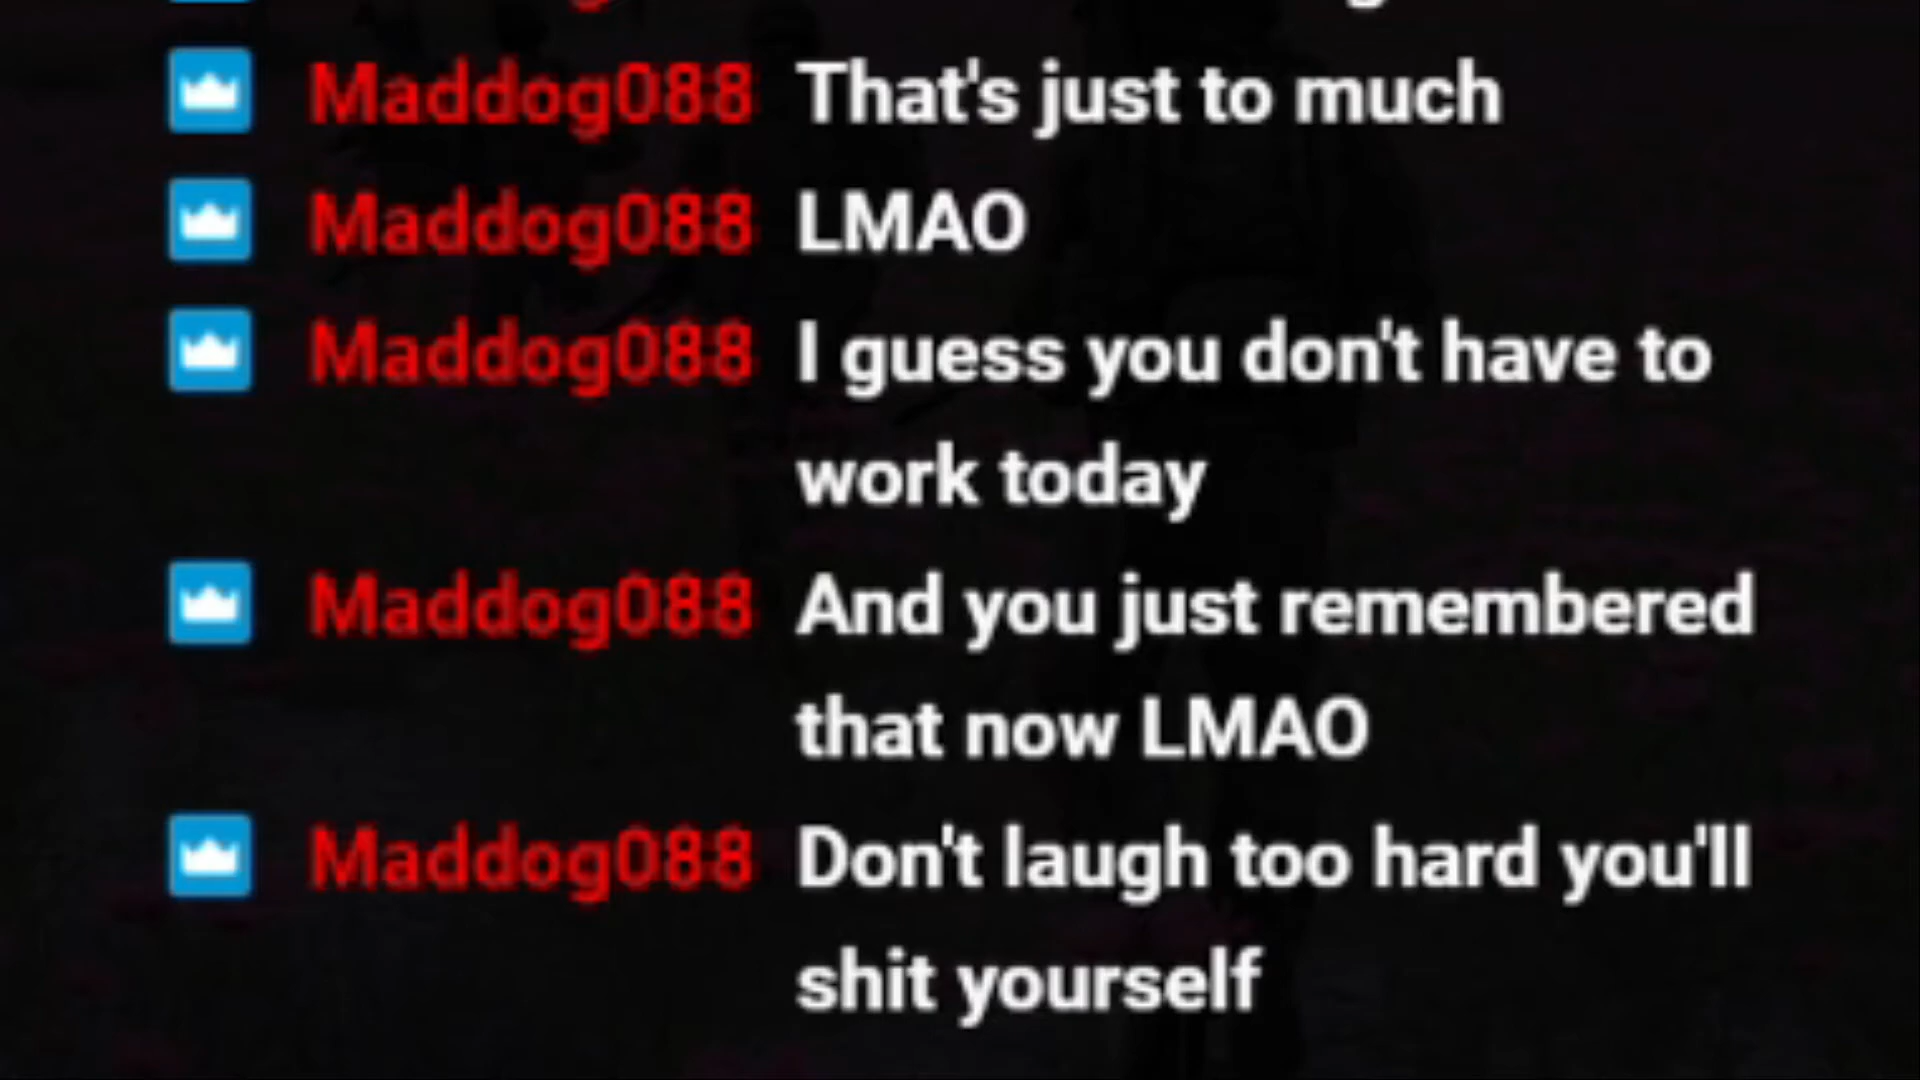 Maddog088 That's just to much
Maddog088 LMAO
Maddog088 I guess you don't have to
work today
Maddog088 And you just remembered
that now LMAO
Maddog088 Don't laugh too hard you'll
shit yourself